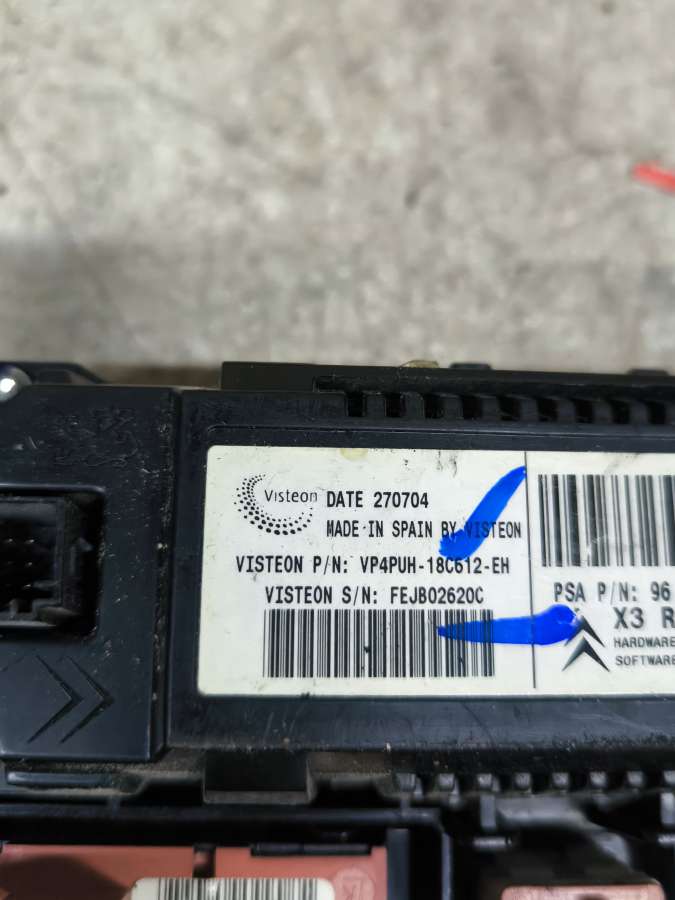 Visteon
DATE 270704
MADE IN SPAIN BY VISTEON
VISTEON P/N: VP4PUH-18C612-EH
VISTEON S/N: FEJB02620C
PSA P/N: 96
X3 R
HARDWARE
SOFTWARE